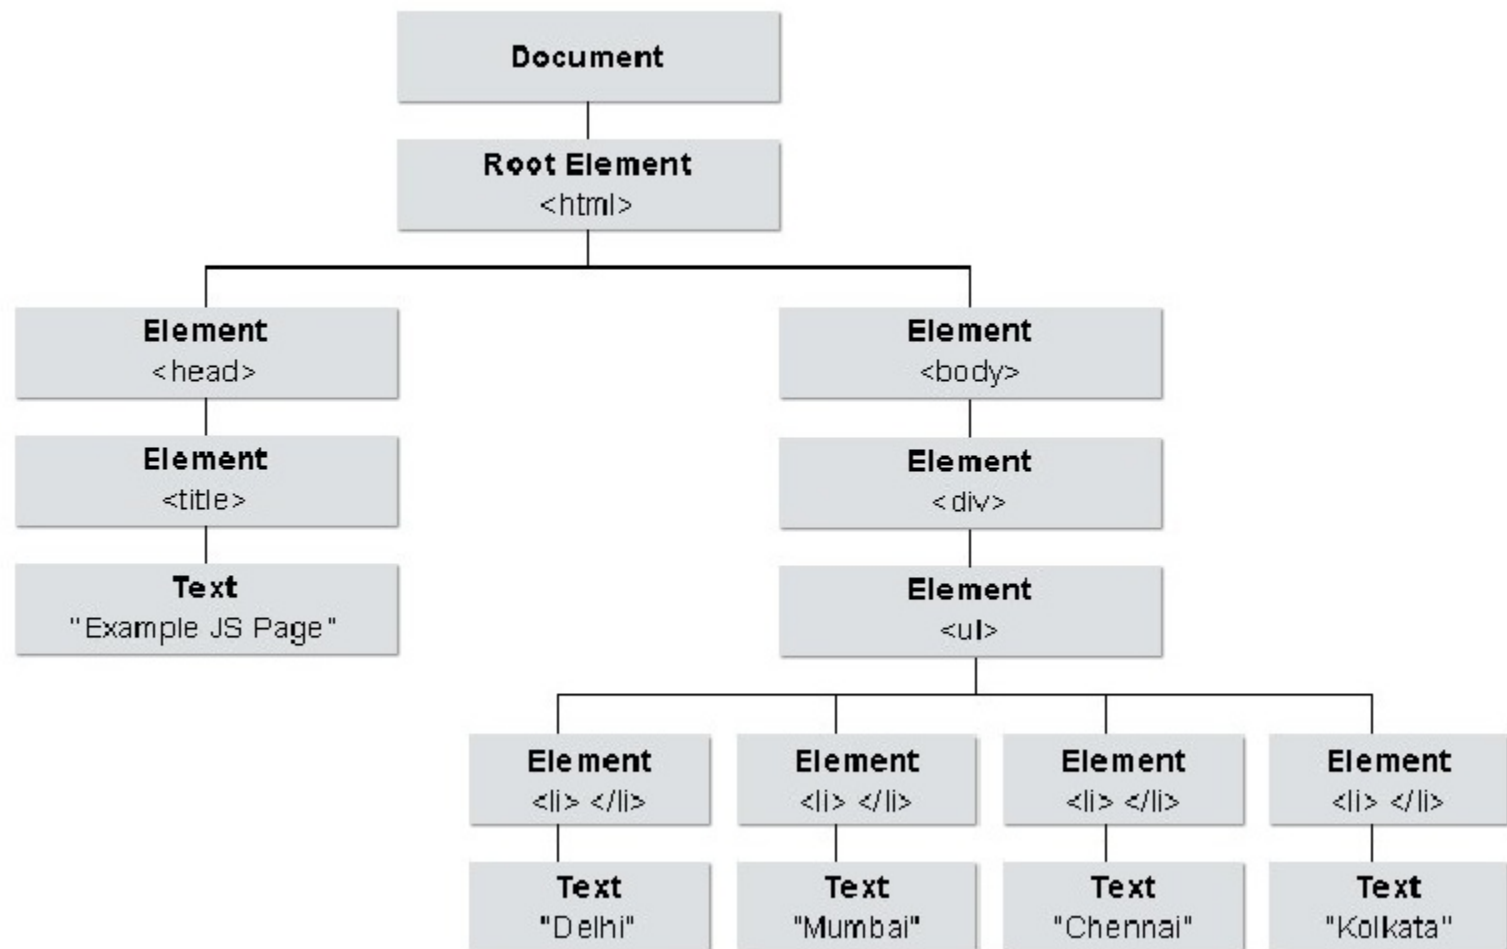 Document
Root Element
<html>
Element
<head>
Element
<body>
Element
<title>
Element
<div>
Text
"Example JS Page"
Element
<ul>
Element
<li> </li>
Element
<li> </li>
Element
<li> </li>
Element
<li> </li>
Text
"Delhi"
Text
"Mumbai"
Text
"Chennai"
Text
"Kolkata"